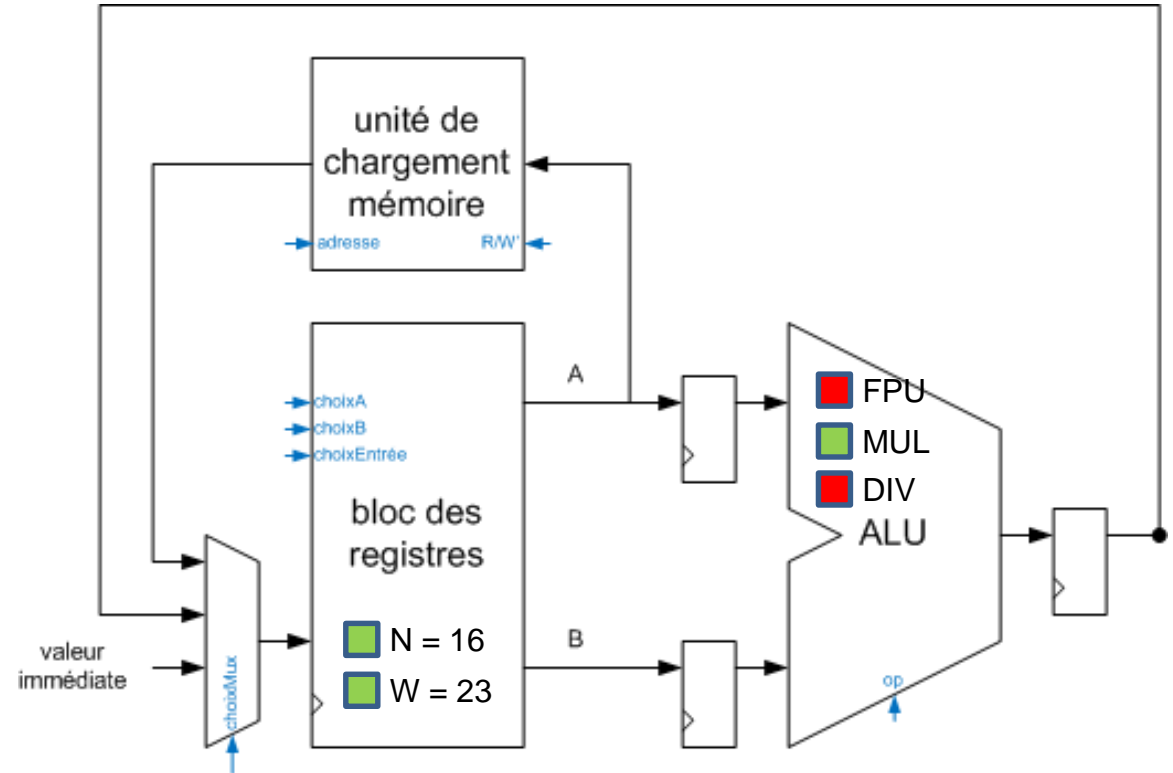 unité de
chargement
mémoire
adresse
R/W'
A
choixA
choixB
choixEntrée
bloc des
registres
N = 16
W = 23
B
FPU
MUL
DIV
ALU
op
valeur
immédiate
choixMux